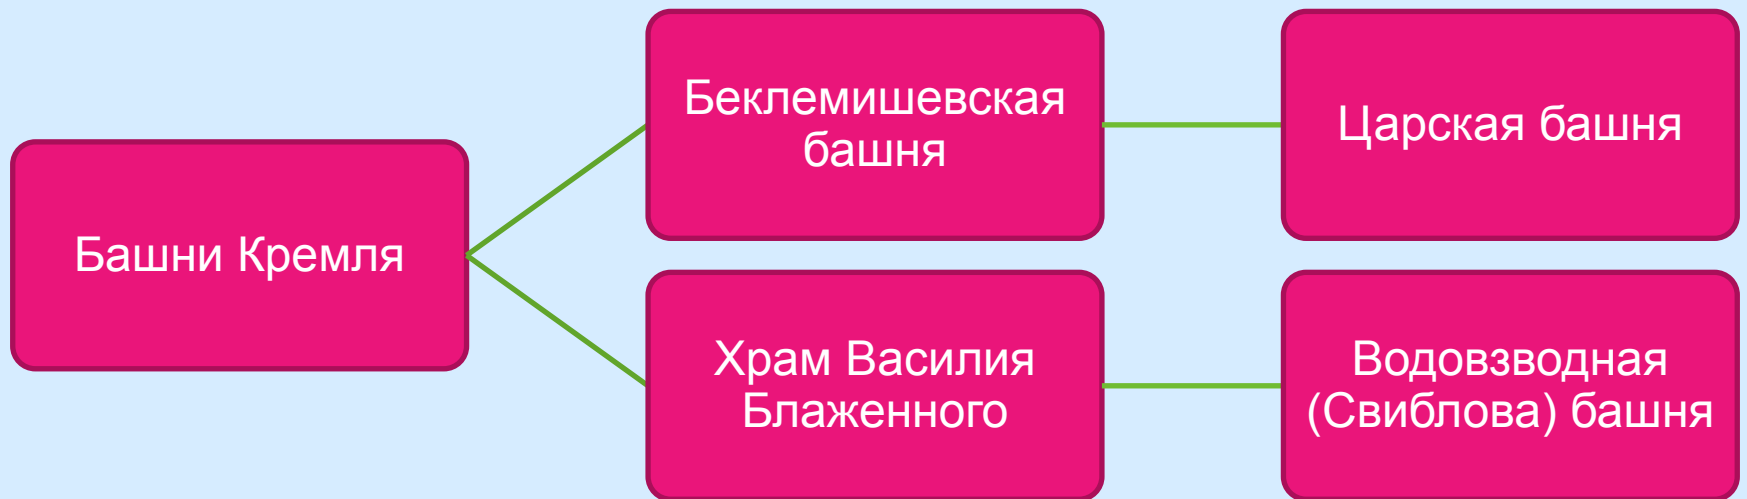 Башни Кремля
Беклемишевская
башня
Царская башня
Храм Василия
Блаженного
Водовзводная
(Свиблова) башня